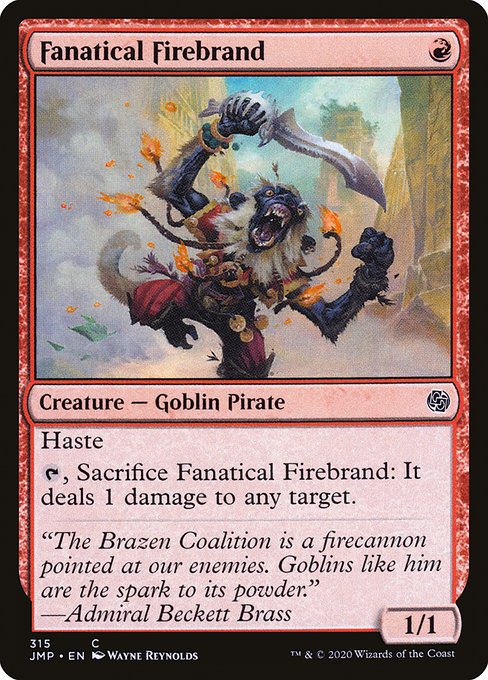 Fanatical Firebrand
Creature — Goblin Pirate
Haste
, Sacrifice Fanatical Firebrand: It
deals 1 damage to any target.
“The Brazen Coalition is a firecannon
pointed at our enemies. Goblins like him
are the spark to its powder.”
—Admiral Beckett Brass
1/1
315 C
JMP • EN Wayne Reynolds
™ & © 2020 Wizards of the Coast